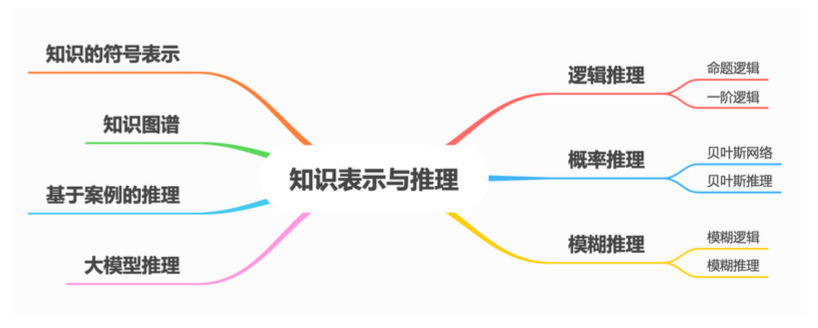 知识的符号表示
知识图谱
基于案例的推理
大模型推理
知识表示与推理
逻辑推理
命题逻辑
一阶逻辑
概率推理
贝叶斯网络
贝叶斯推理
模糊推理
模糊逻辑
模糊推理